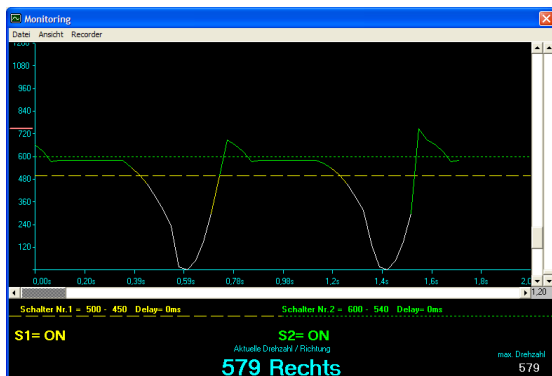 Monitoring
Datei Ansicht Recorder
1200
1080
960
840
720
600
480
360
240
120
0,00s 0,20s 0,39s 0,59s 0,78s 0,98s 1,2s 1,4s 1,6s 1,8s 2,0
1,20
Schalter Nr.1 = 500 - 450 Delay= 0ms Schalter Nr.2 = 600 - 540 Delay= 0ms
S1= ON S2= ON
Aktuelle Drehzahl / Richtung
579 Rechts
max. Drehzahl
579